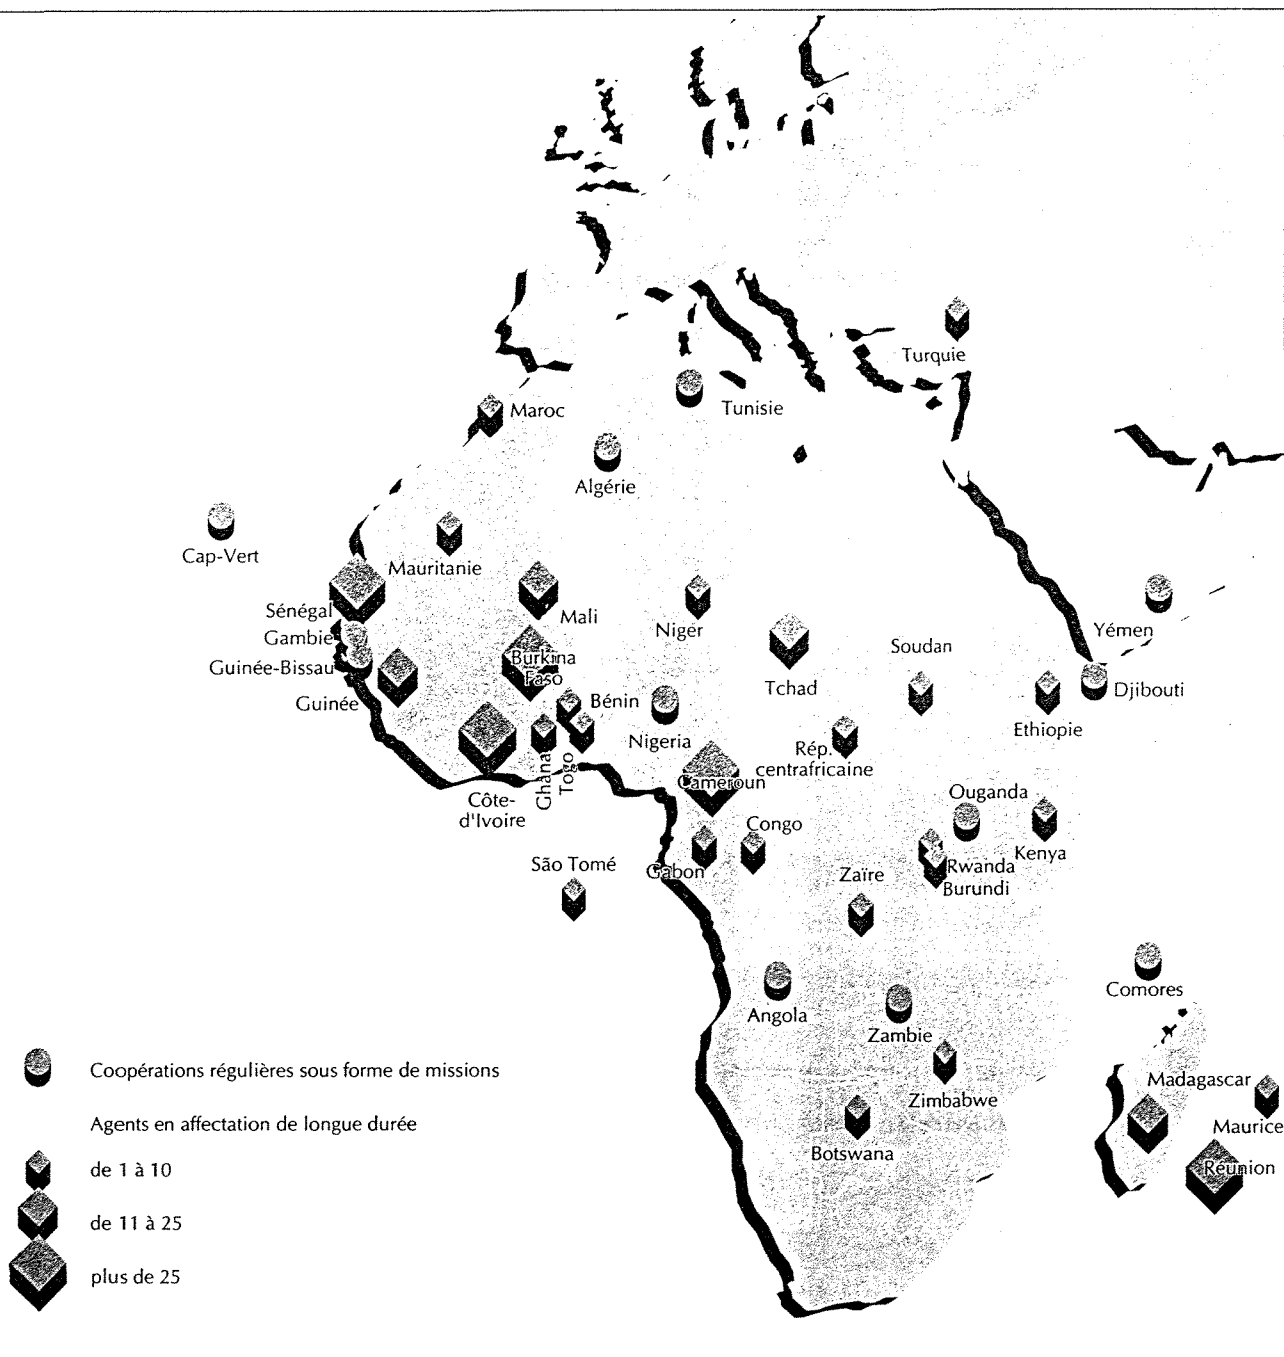 Turquie
Maroc
Tunisie
Algérie
Cap-Vert
Mauritanie
Sénégal
Mali
Gambie
Niger
Yémen
Soudan
Burkina
Faso
Guinée-Bissau
Tchad
Djibouti
Guinée
Bénin
Ethiopie
Nigeria
Rép.
centrafricaine
Ghana
Togo
Cameroun
Ouganda
Côte-
d'Ivoire
Congo
Kenya
São Tomé
Gabon
Rwanda
Zaïre
Burundi
Comores
Angola
Zambie
Coopérations régulières sous forme de missions
Madagascar
Zimbabwe
Agents en affectation de longue durée
Maurice
Botswana
de 1 à 10
Réunion
de 11 à 25
plus de 25